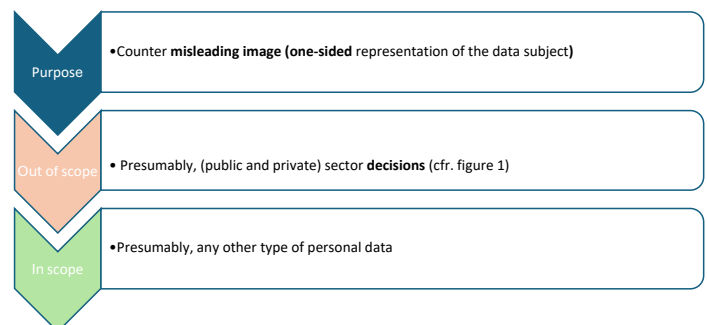 Purpose
•Counter misleading image (one-sided representation of the data subject)
Out of scope
• Presumably, (public and private) sector decisions (cfr. figure 1)
In scope
•Presumably, any other type of personal data